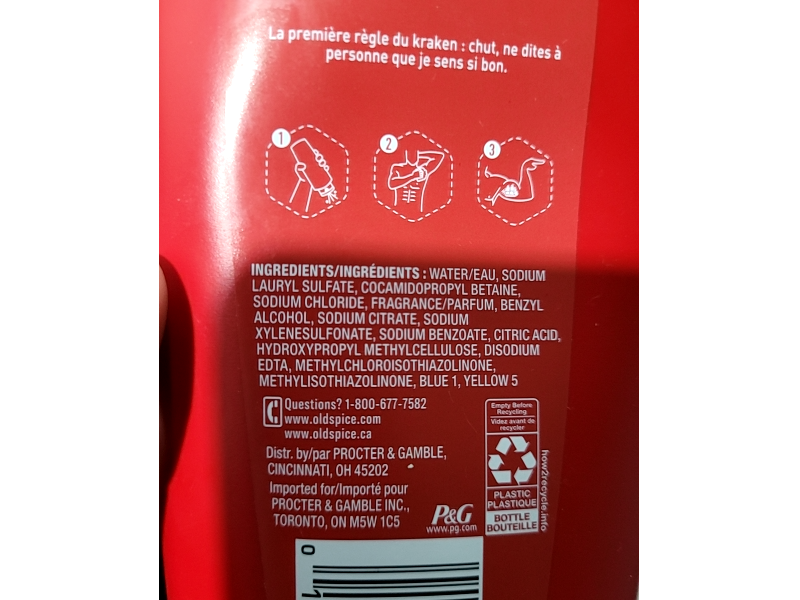 La première règle du kraken : chut, ne dites à
personne que je sens si bon.
1
2
3
INGREDIENTS/INGRÉDIENTS : WATER/EAU, SODIUM
LAURYL SULFATE, COCAMIDOPROPYL BETAINE,
SODIUM CHLORIDE, FRAGRANCE/PARFUM, BENZYL
ALCOHOL, SODIUM CITRATE, SODIUM
XYLENESULFONATE, SODIUM BENZOATE, CITRIC ACID,
HYDROXYPROPYL METHYLCELLULOSE, DISODIUM
EDTA, METHYLCHLOROISOTHIAZOLINONE,
METHYLISOTHIAZOLINONE, BLUE 1, YELLOW 5
Questions? 1-800-677-7582
www.oldspice.com
www.oldspice.ca
Distr. by/par PROCTER & GAMBLE,
CINCINNATI, OH 45202
Imported for/Importé pour
PROCTER & GAMBLE INC.,
TORONTO, ON M5W 1C5
P&G
www.pg.com
Empty Before
Recycling
Videz avant de
recycler
PLASTIC
PLASTIQUE
BOTTLE
BOUTEILLE
how2recycle.info
0